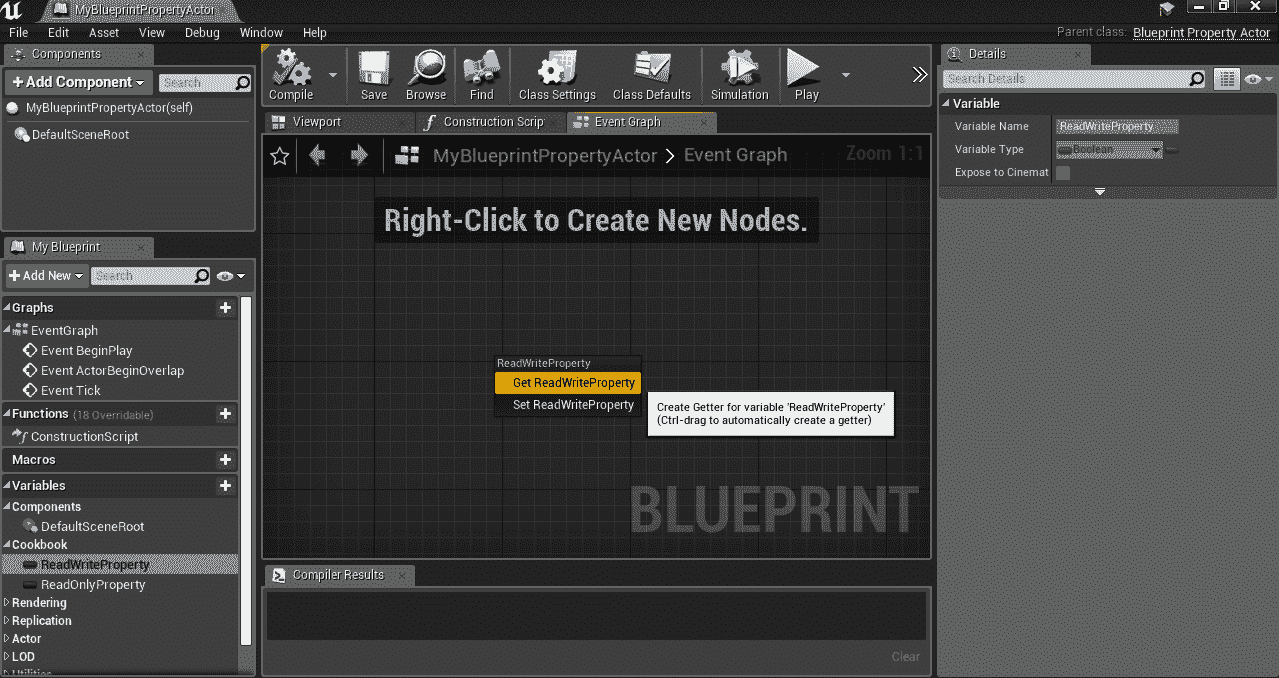 MyBlueprintPropertyActor
File Edit Asset View Debug Window Help
Parent class: Blueprint Property Actor
Components
+ Add Component
Search
MyBlueprintPropertyActor(self)
DefaultSceneRoot
My Blueprint
+ Add New
Search
Graphs
EventGraph
Event BeginPlay
Event ActorBeginOverlap
Event Tick
Functions (18 Overridable)
ConstructionScript
Macros
Variables
Components
DefaultSceneRoot
Cookbook
ReadWriteProperty
ReadOnlyProperty
Rendering
Replication
Actor
LOD
Utilities
Compile Save Browse Find Class Settings Class Defaults Simulation Play
Viewport Construction Scrip Event Graph
MyBlueprintPropertyActor > Event Graph
Zoom 1:1
Right-Click to Create New Nodes.
ReadWriteProperty
Get ReadWriteProperty
Set ReadWriteProperty
Create Getter for variable 'ReadWriteProperty'
(Ctrl-drag to automatically create a getter)
BLUEPRINT
Compiler Results
Clear
Details
Search Details
Variable
Variable Name ReadWriteProperty
Variable Type Boolean
Expose to Cinemat